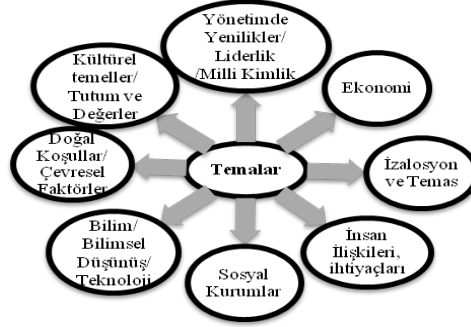 Yönetimde
Yenilikler/
Liderlik
/Milli Kimlik
Kültürel
temeller/
Tutum ve
Değerler
Ekonomi
Doğal
Koşullar/
Çevresel
Faktörler
Temalar
İzalosyon
ve Temas
Bilim/
Bilimsel
Düşünüş/
Teknoloji
Sosyal
Kurumlar
İnsan
İlişkileri,
ihtiyaçları